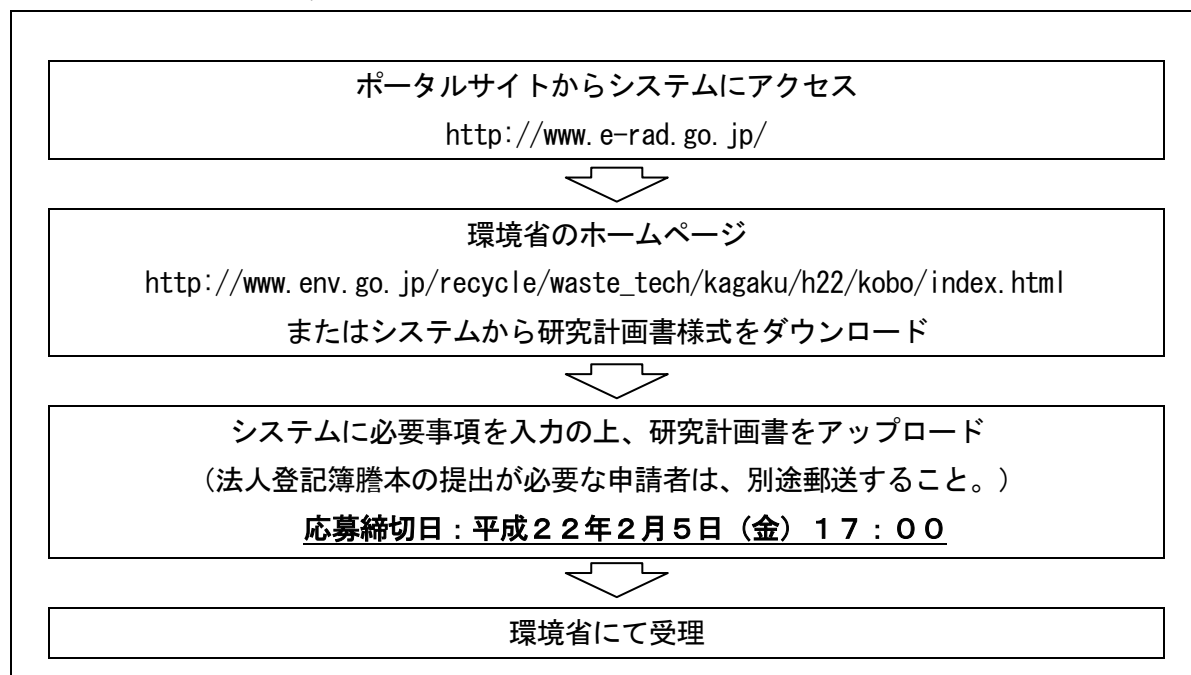 ポータルサイトからシステムにアクセス
http://www.e-rad.go.jp/
環境省のホームページ
http://www.env.go.jp/recycle/waste_tech/kagaku/h22/kobo/index.html
またはシステムから研究計画書様式をダウンロード
システムに必要事項を入力の上、研究計画書をアップロード
（法人登記簿謄本の提出が必要な申請者は、別途郵送すること。）
応募締切日：平成２２年２月５日（金）１７：００
環境省にて受理